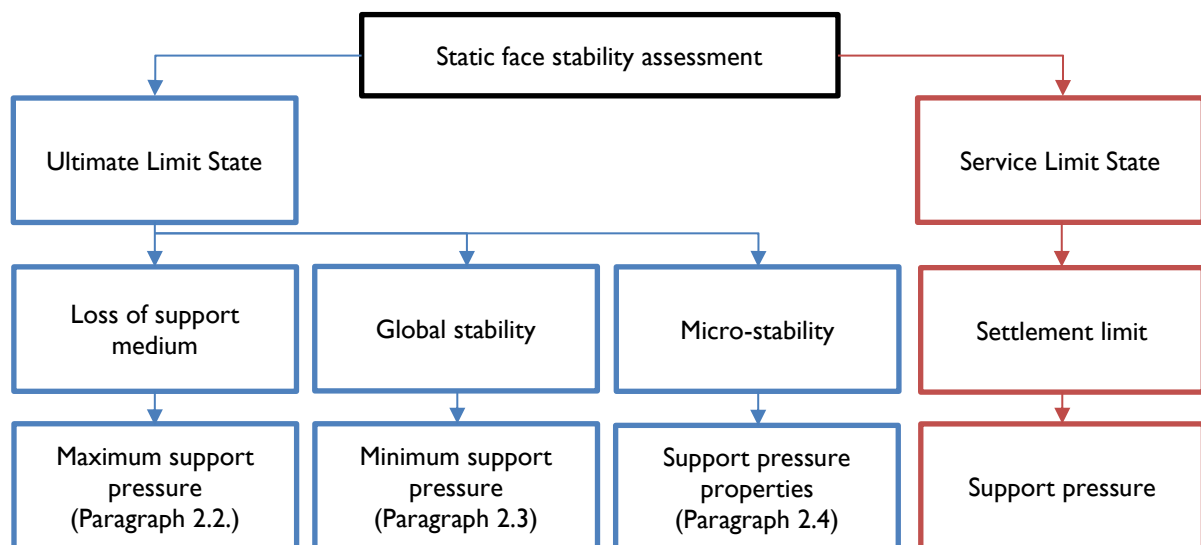 Static face stability assessment
Ultimate Limit State
Service Limit State
Loss of support
medium
Global stability
Micro-stability
Settlement limit
Maximum support
pressure
(Paragraph 2.2.)
Minimum support
pressure
(Paragraph 2.3)
Support pressure
properties
(Paragraph 2.4)
Support pressure